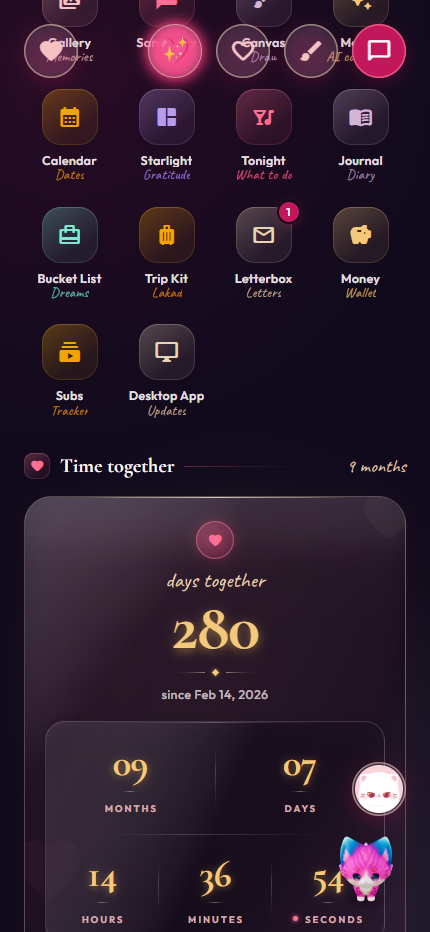 Gallery
Canvas
Memories
Draw
Calendar
Starlight
Tonight
Journal
Dates
Gratitude
What to do
Diary
1
Bucket List
Trip Kit
Letterbox
Money
Dreams
Lakad
Letters
Wallet
Subs
Desktop App
Tracker
Updates
Time together
9 months
days together
280
since Feb 14, 2026
09
07
MONTHS
DAYS
14
36
54
HOURS
MINUTES
SECONDS